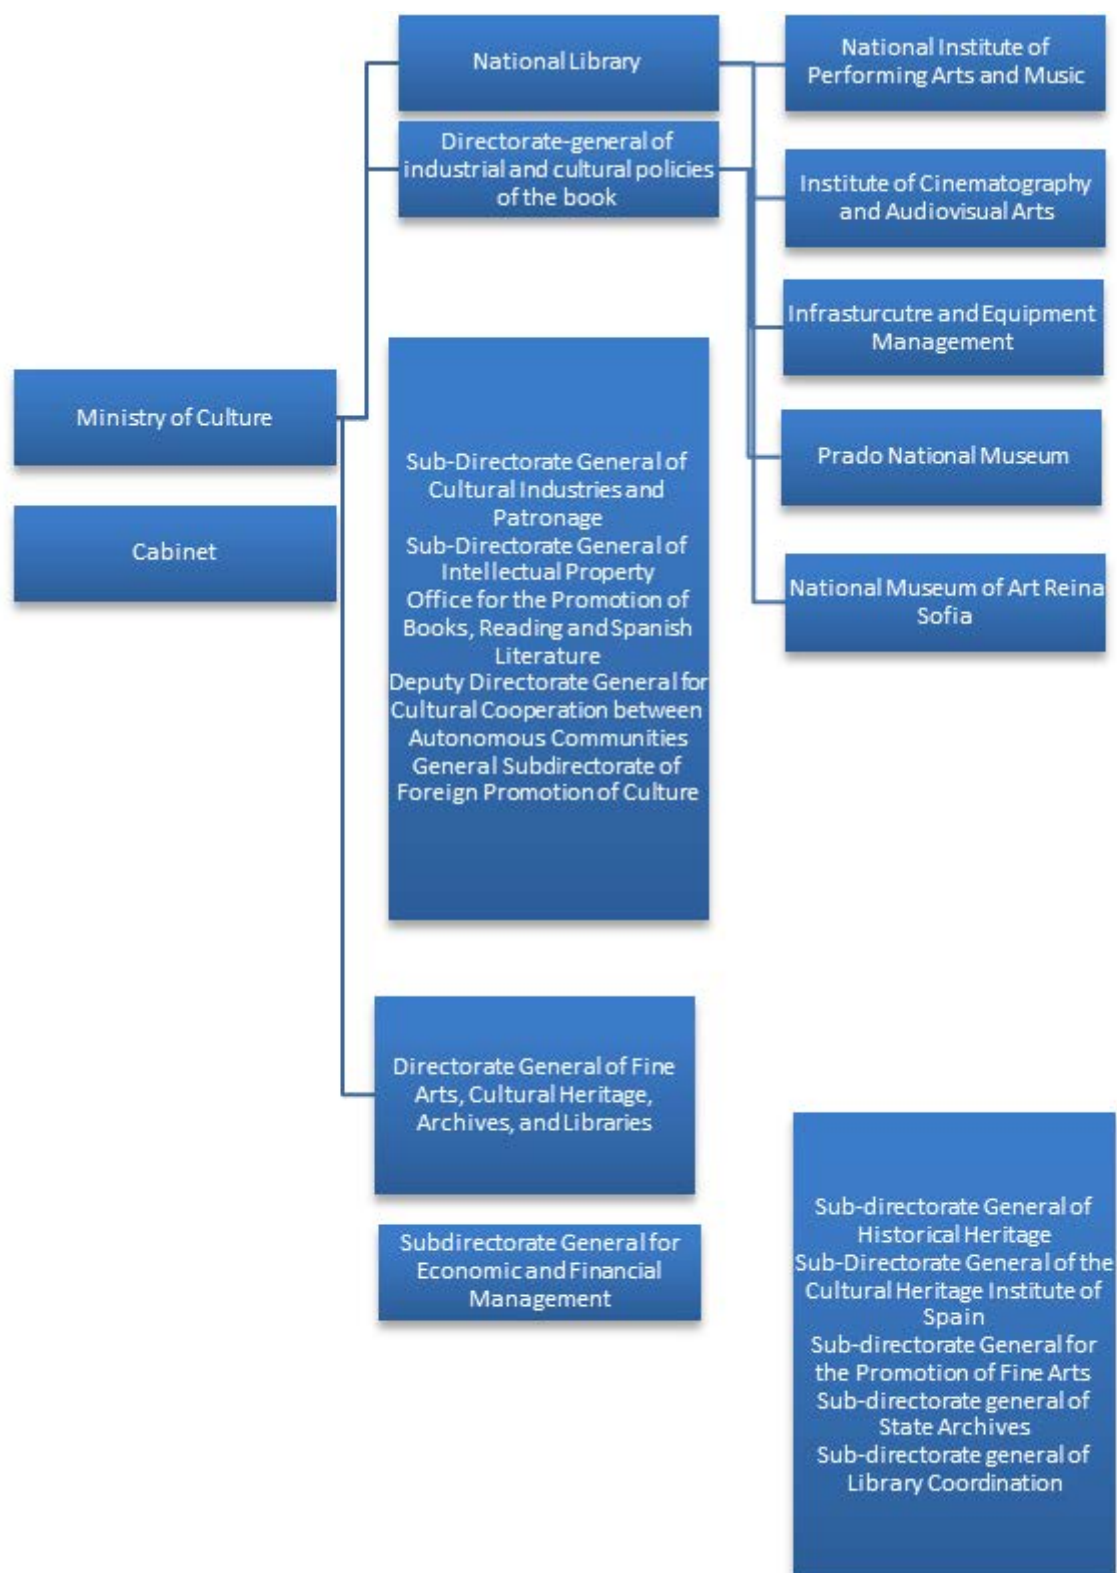 National Library
Directorate-general of
industrial and cultural policies
of the book
National Institute of
Performing Arts and Music
Institute of Cinematography
and Audiovisual Arts
Infrasturcutre and Equipment
Management
Prado National Museum
National Museum of Art Reina
Sofia
Ministry of Culture
Cabinet
Sub-Directorate General of
Cultural Industries and
Patronage
Sub-Directorate General of
Intellectual Property
Office for the Promotion of
Books, Reading and Spanish
Literature
Deputy Directorate General for
Cultural Cooperation between
Autonomous Communities
General Subdirectorate of
Foreign Promotion of Culture
Directorate General of Fine
Arts, Cultural Heritage,
Archives, and Libraries
Subdirectorate General for
Economic and Financial
Management
Sub-directorate General of
Historical Heritage
Sub-Directorate General of the
Cultural Heritage Institute of
Spain
Sub-directorate General for
the Promotion of Fine Arts
Sub-directorate general of
State Archives
Sub-directorate general of
Library Coordination